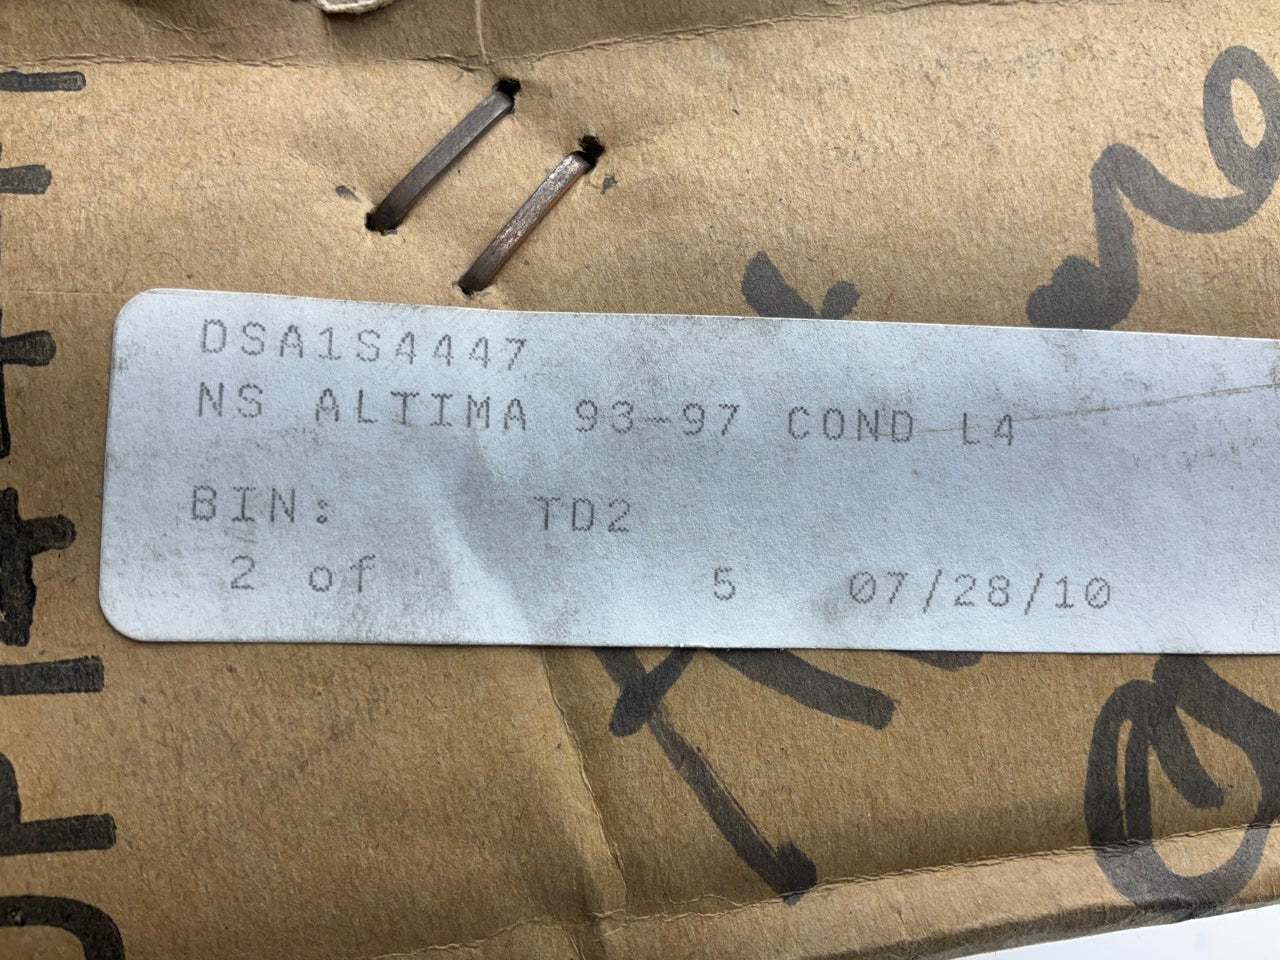 DSA1S4447
NS ALTIMA 93-97 COND L4
BIN: TD2
2 of 5 07/28/10